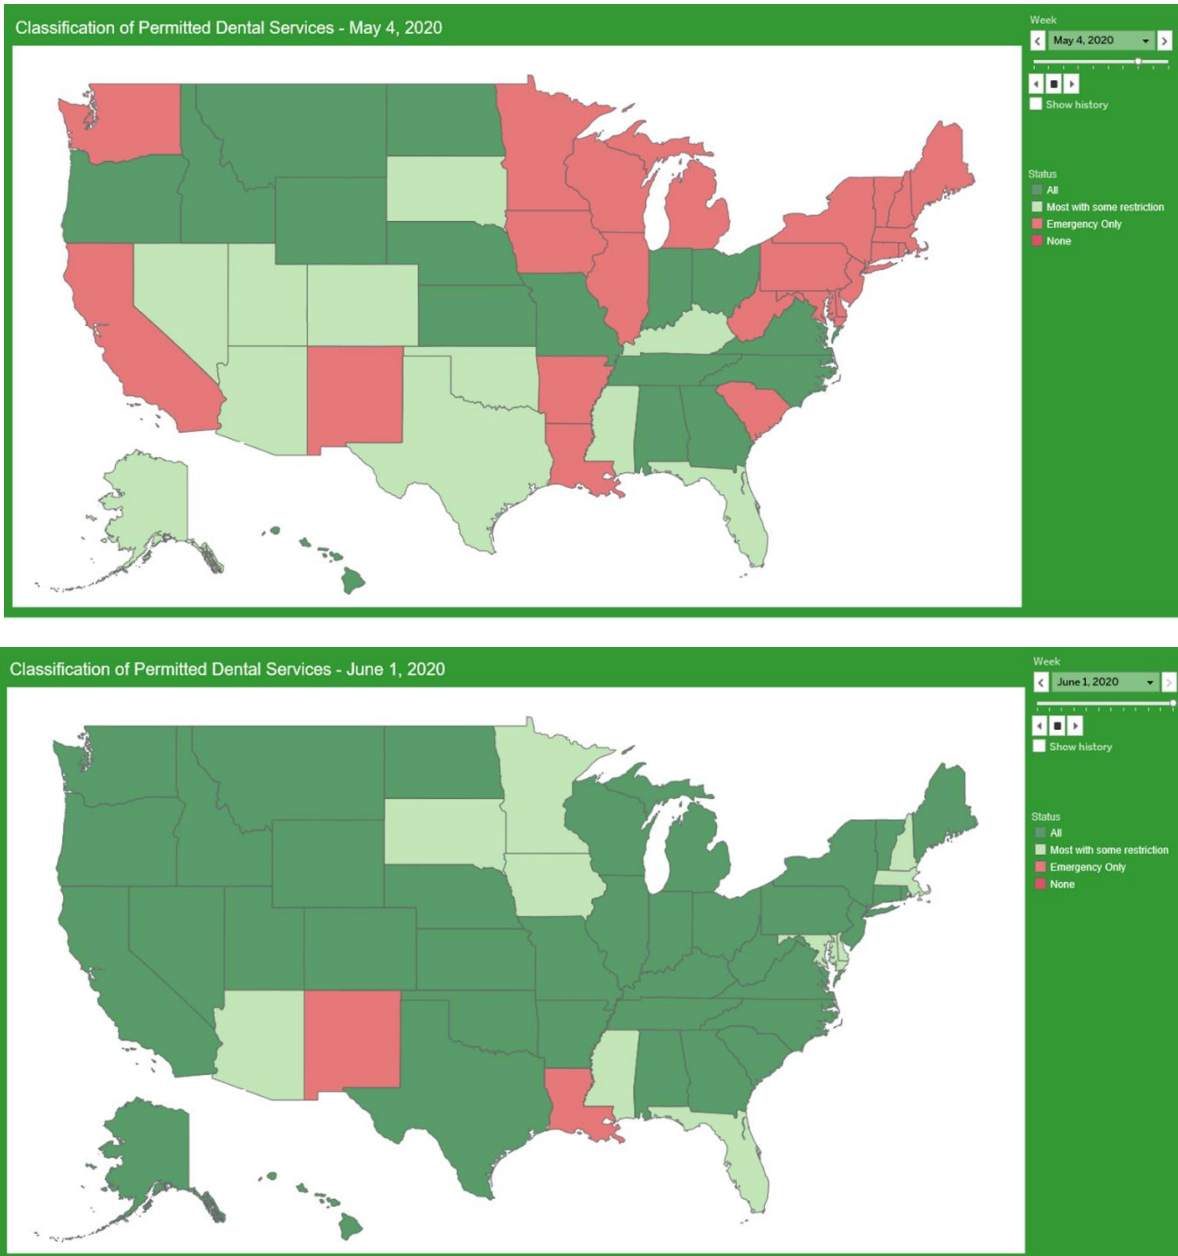 Classification of Permitted Dental Services - May 4, 2020
Week
May 4, 2020
Show history
Status
All
Most with some restriction
Emergency Only
None
Classification of Permitted Dental Services - June 1, 2020
Week
June 1, 2020
Show history
Status
All
Most with some restriction
Emergency Only
None